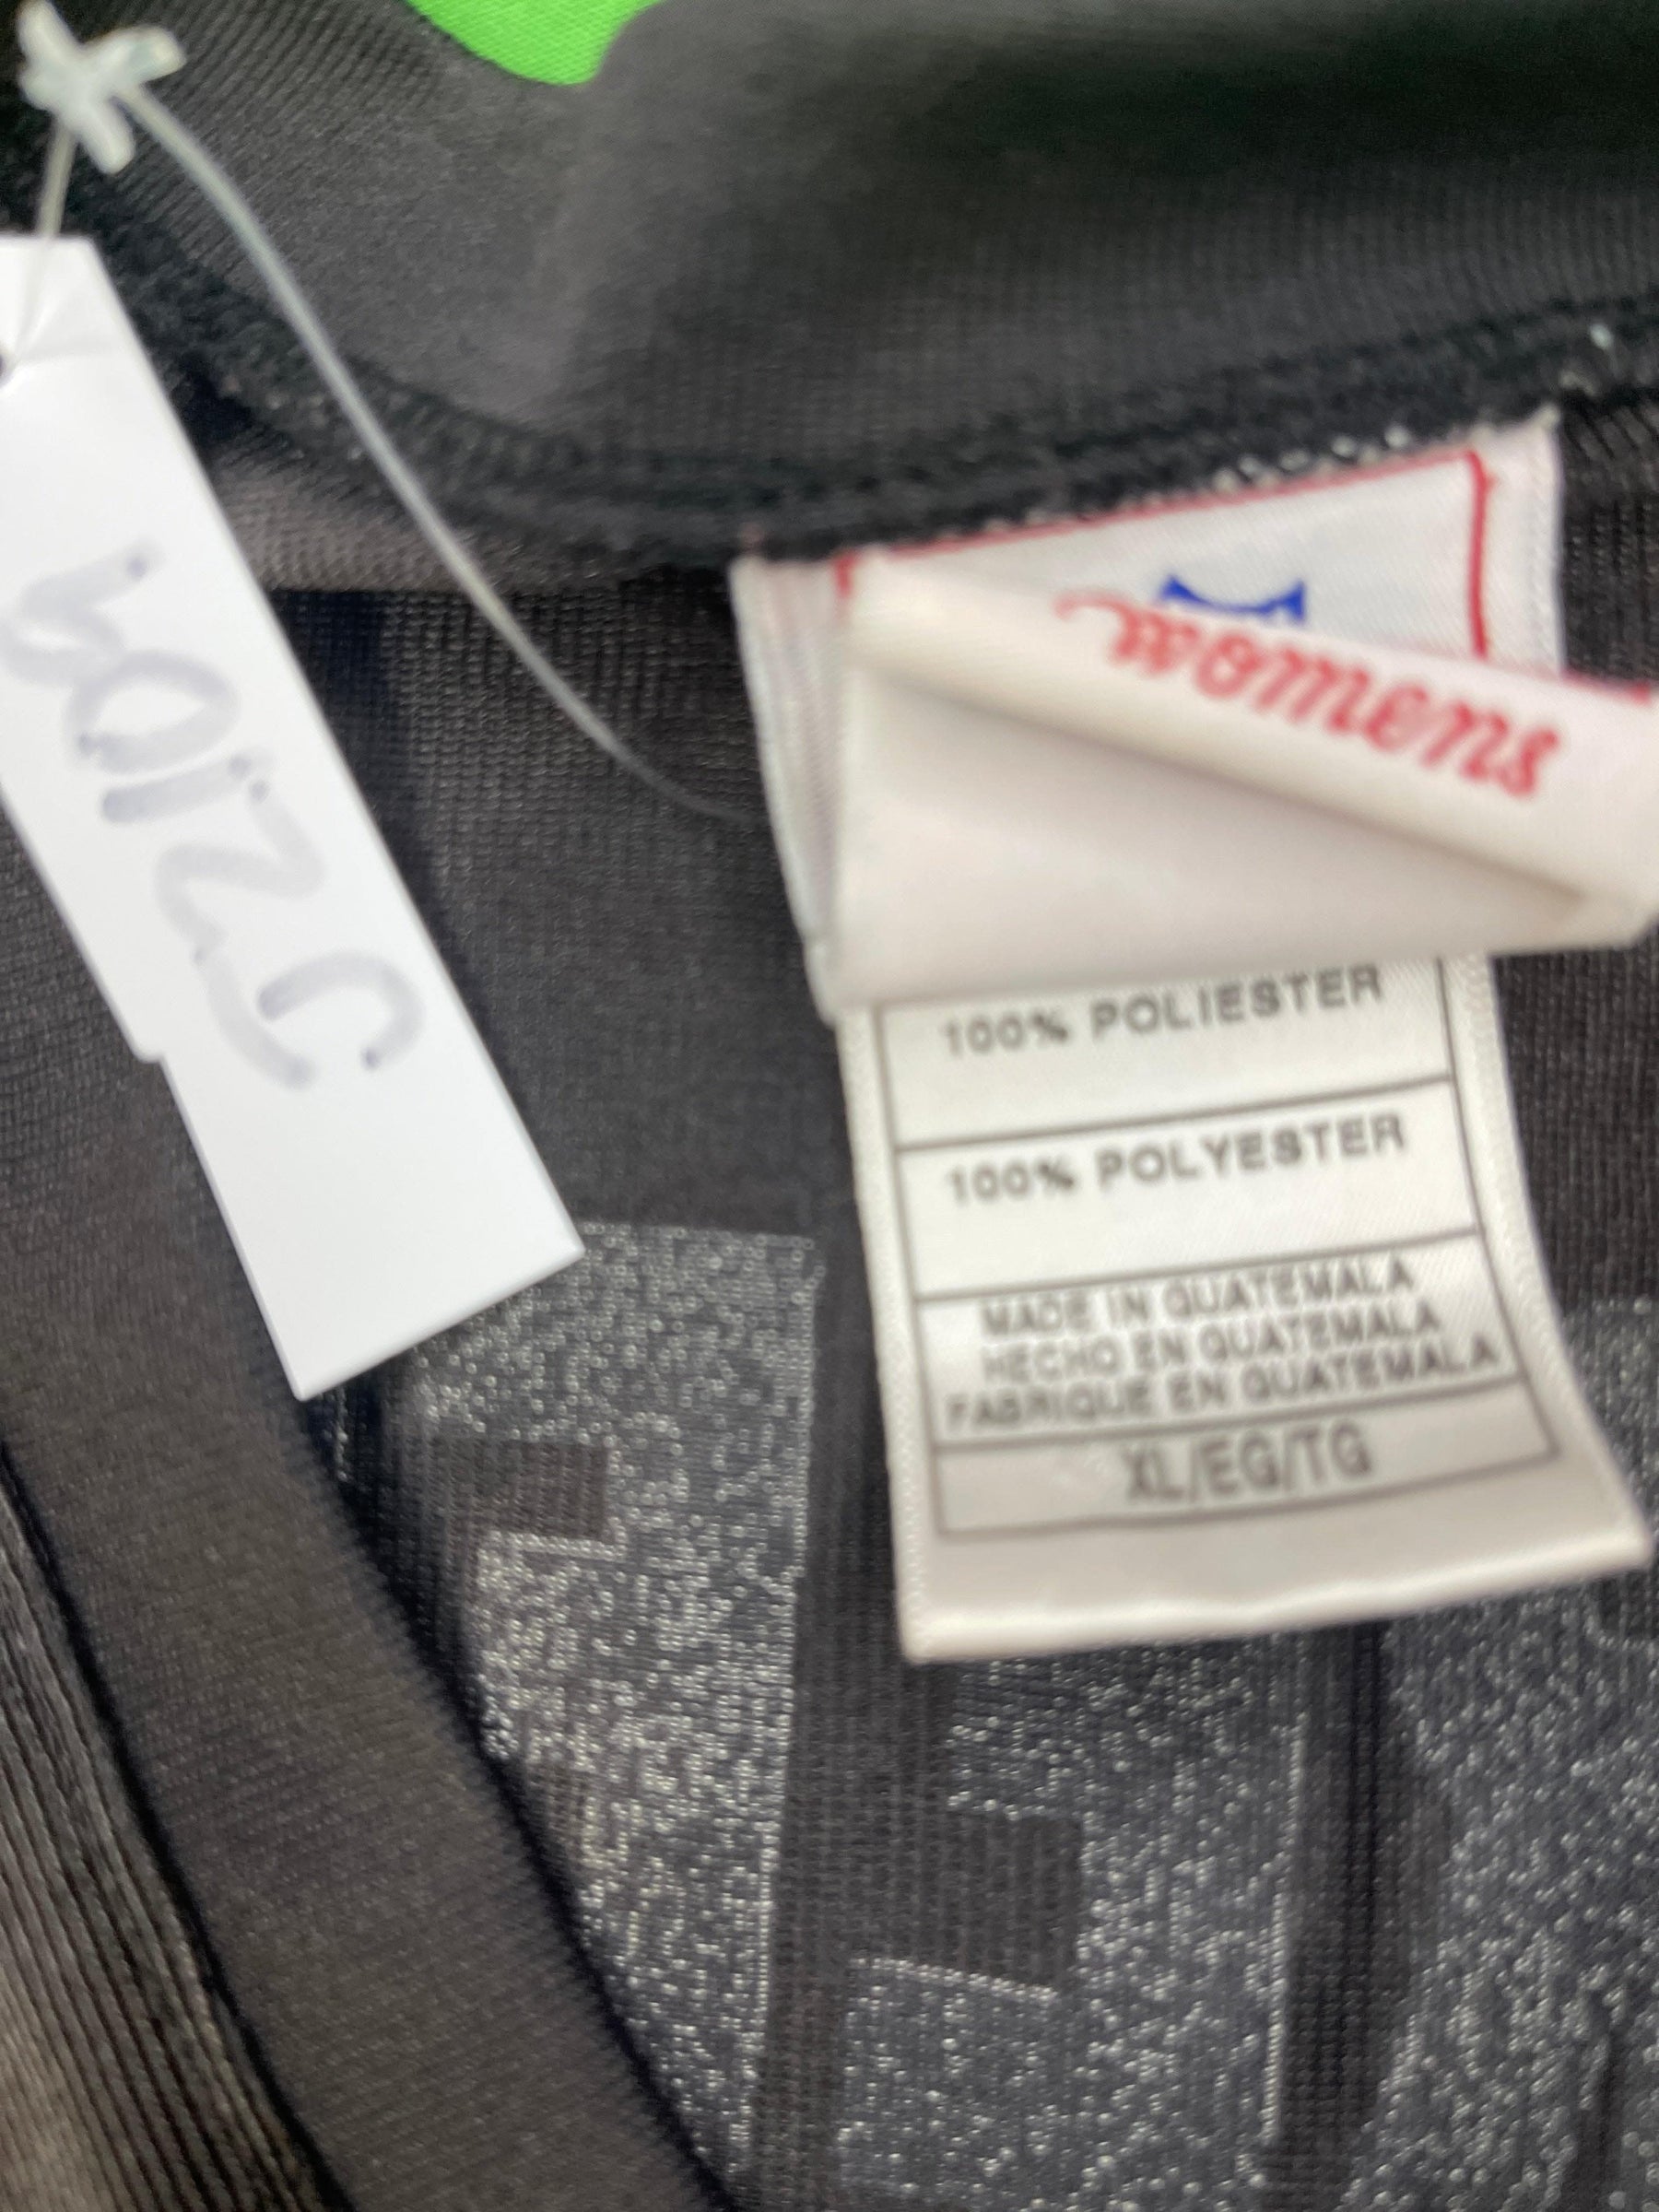 womens
100% POLIESTER
100% POLYESTER
MADE IN GUATEMALA
HECHO EN GUATEMALA
FABRIQUE EN GUATEMALA
XL/EG/TG